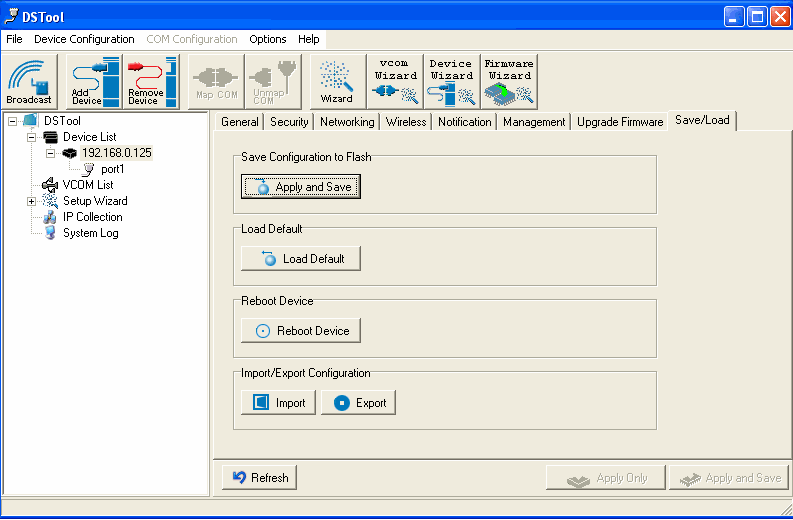 DSTool
File Device Configuration COM Configuration Options Help
Broadcast
Add Device
Remove Device
Map COM
Unmap COM
Wizard
vcom Wizard
Device Wizard
Firmware Wizard
DSTool
Device List
192.168.0.125
port1
VCOM List
Setup Wizard
IP Collection
System Log
General Security Networking Wireless Notification Management Upgrade Firmware Save/Load
Save Configuration to Flash
Apply and Save
Load Default
Load Default
Reboot Device
Reboot Device
Import/Export Configuration
Import Export
Refresh Apply Only Apply and Save